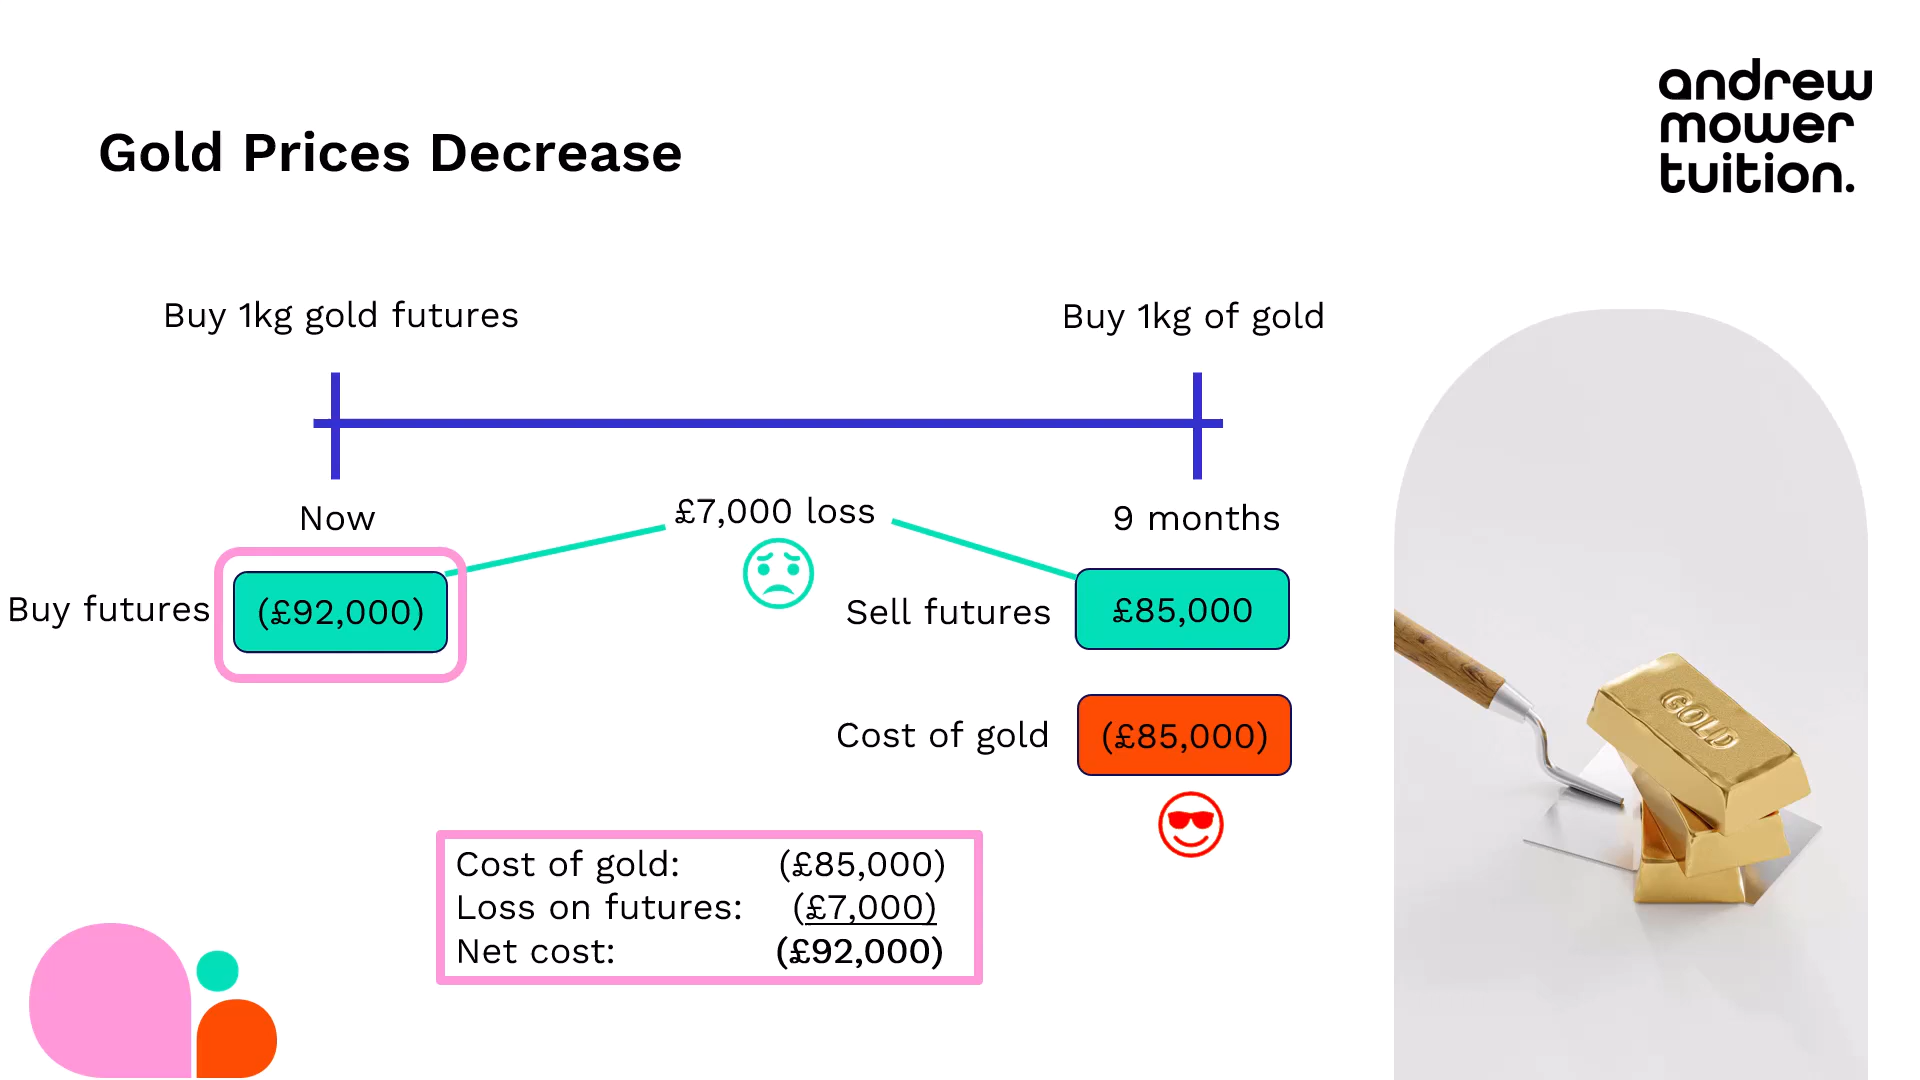 andrew
mower
tuition.
Gold Prices Decrease
Buy 1kg gold futures
Buy 1kg of gold
Now
£7,000 loss
9 months
Buy futures
(£92,000)
Sell futures
£85,000
Cost of gold
(£85,000)
GOLD
Cost of gold: (£85,000)
Loss on futures: (£7,000)
Net cost: (£92,000)